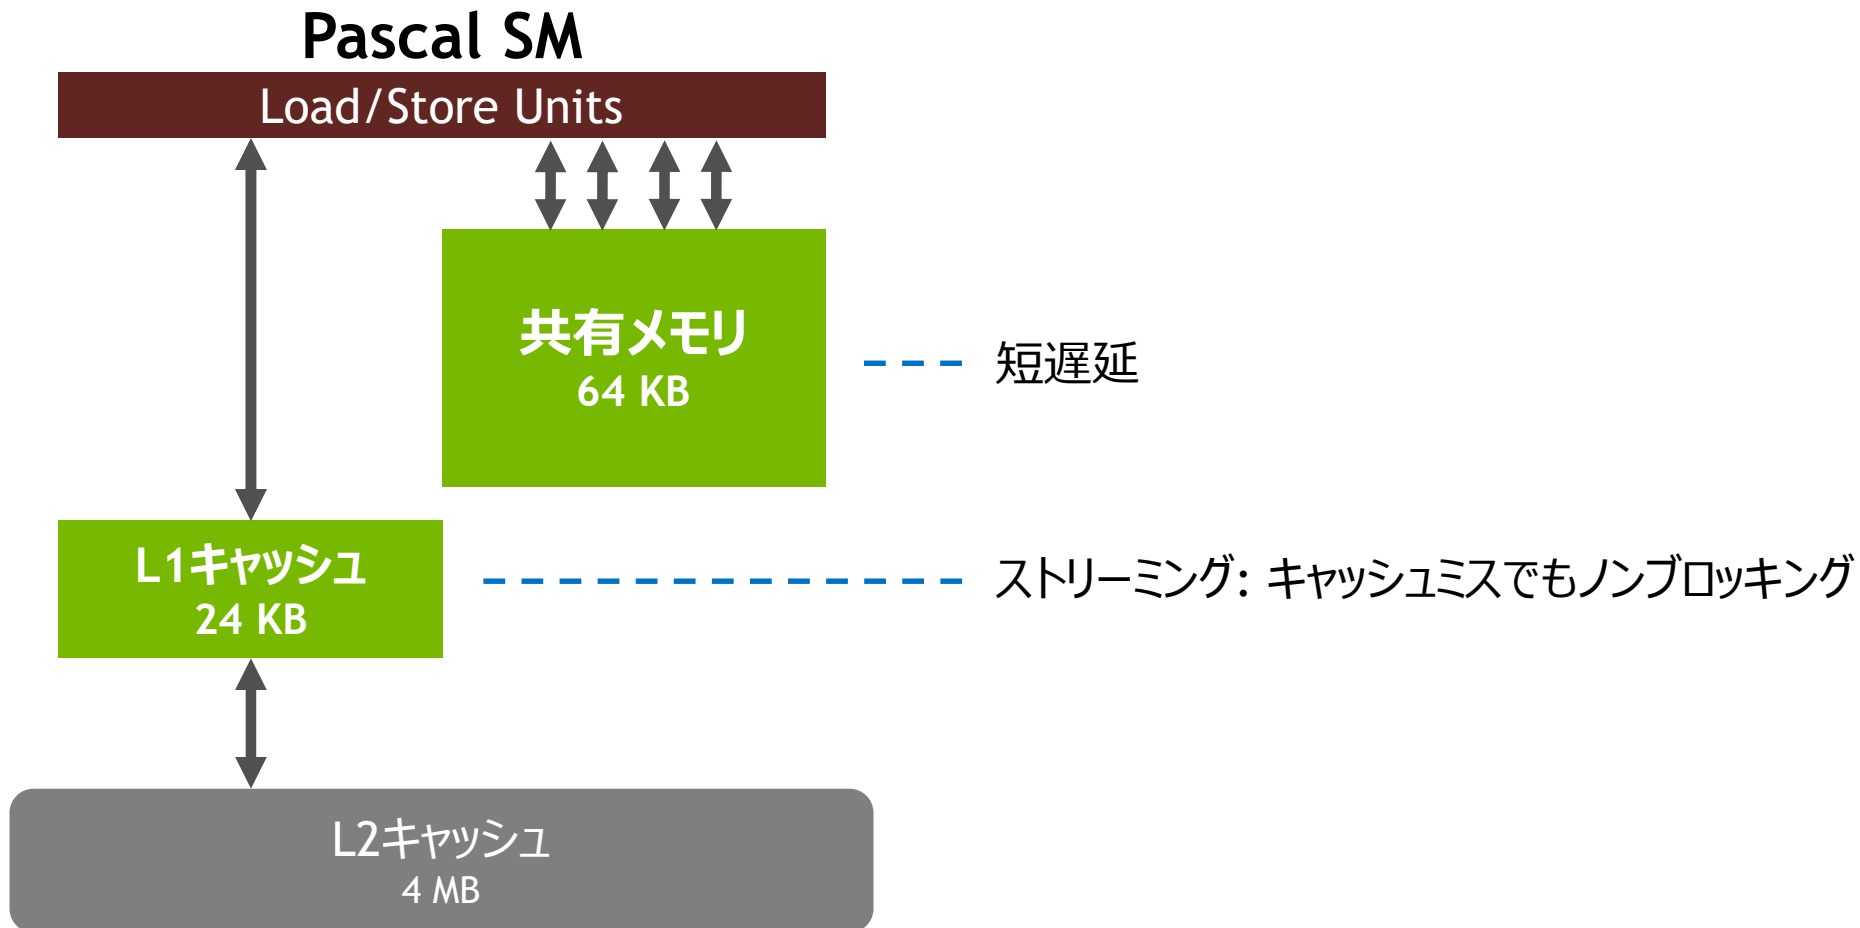 Pascal SM
Load/Store Units
共有メモリ
64 KB
短遅延
L1キャッシュ
24 KB
ストリーミング: キャッシュミスでもノンブロッキング
L2キャッシュ
4 MB